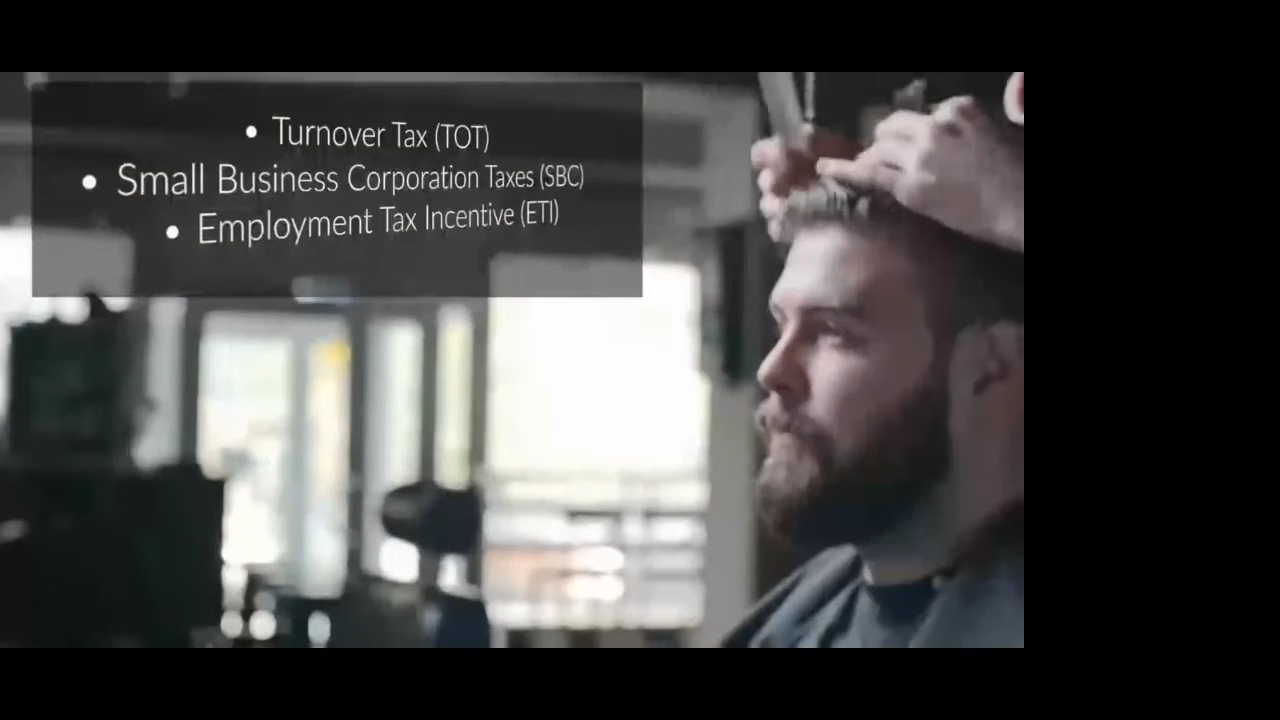 • Turnover Tax (TOT)
• Small Business Corporation Taxes (SBC)
• Employment Tax Incentive (ETI)